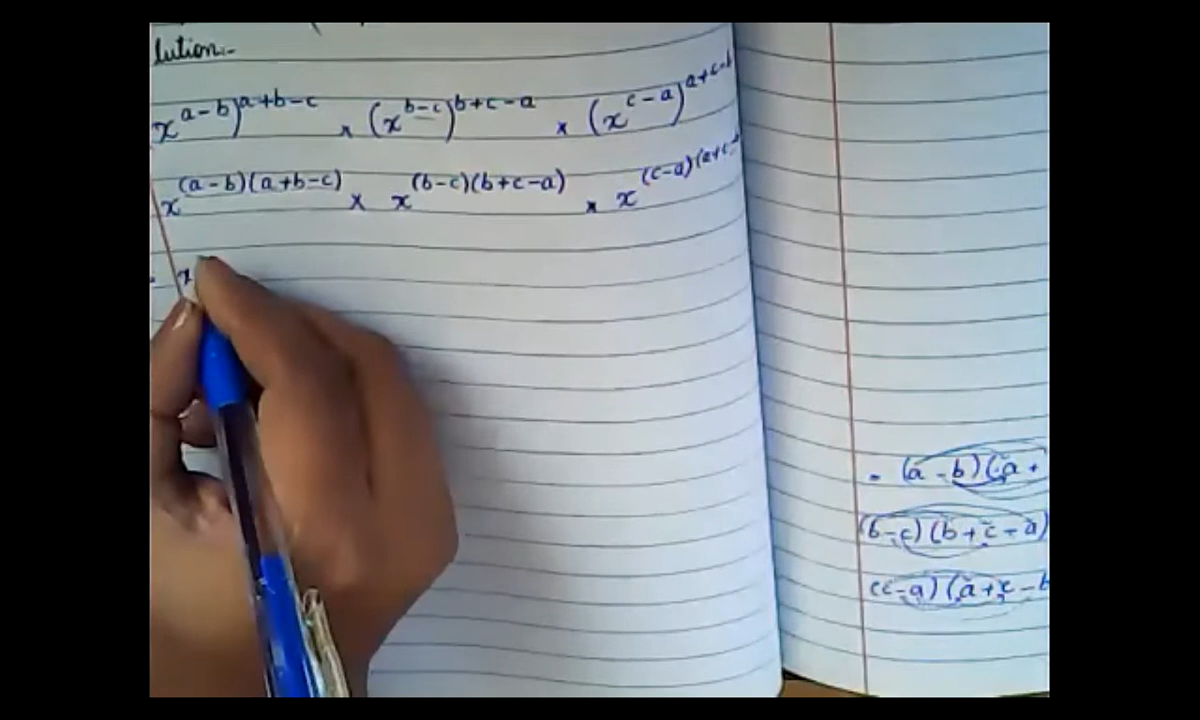 lution:-
x^{a-b})^{a+b-c} × (x^{b-c})^{b+c-a} × (x^{c-a})^{a+c-b}
x^{(a-b)(a+b-c)} × x^{(b-c)(b+c-a)} × x^{(c-a)(a+c-
x
= (a-b)(a+
(b-c)(b+c-a)
(c-a)(a+c-b